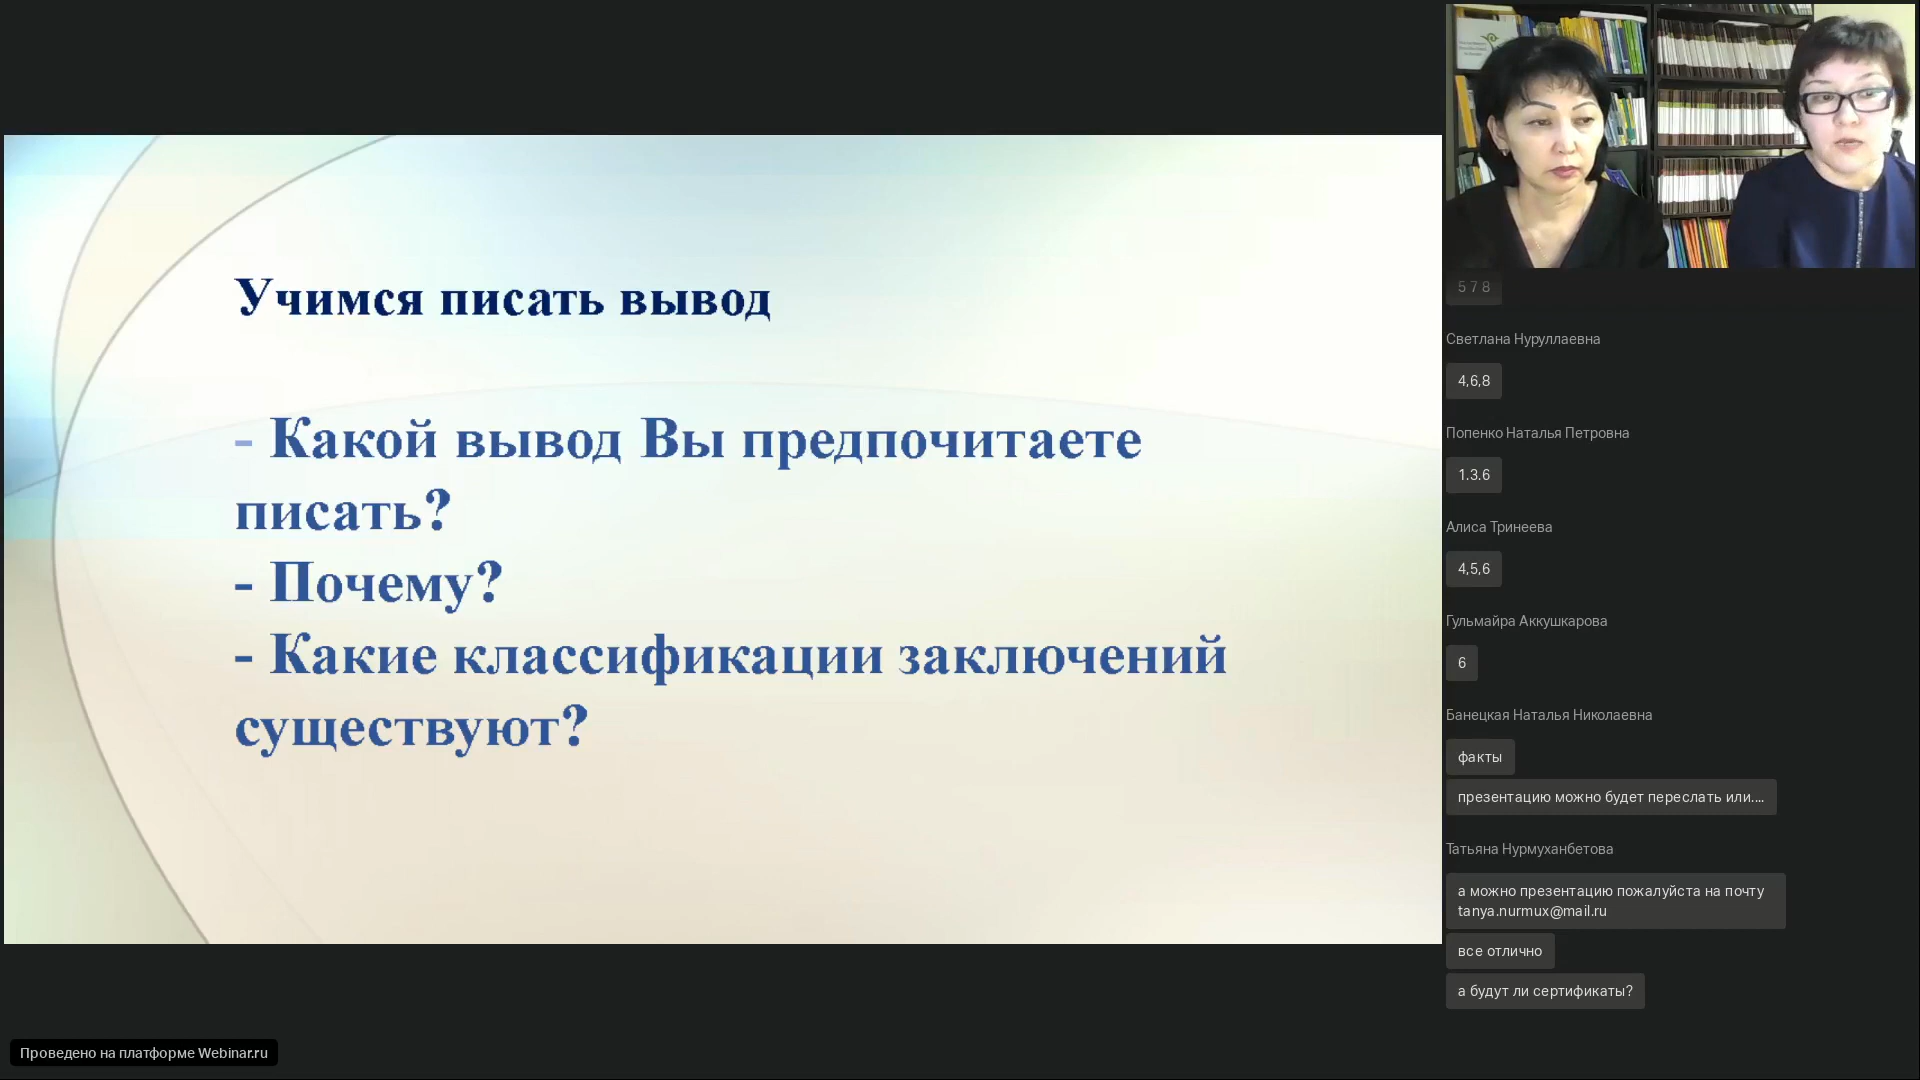 Учимся писать вывод
- Какой вывод Вы предпочитаете
писать?
- Почему?
- Какие классификации заключений
существуют?
5 7 8
Светлана Нуруллаевна
4,6,8
Попенко Наталья Петровна
1.3.6
Алиса Тринеева
4,5,6
Гульмайра Аккушкарова
6
Банецкая Наталья Николаевна
факты
презентацию можно будет переслать или....
Татьяна Нурмуханбетова
а можно презентацию пожалуйста на почту
tanya.nurmux@mail.ru
все отлично
а будут ли сертификаты?
Проведено на платформе Webinar.ru